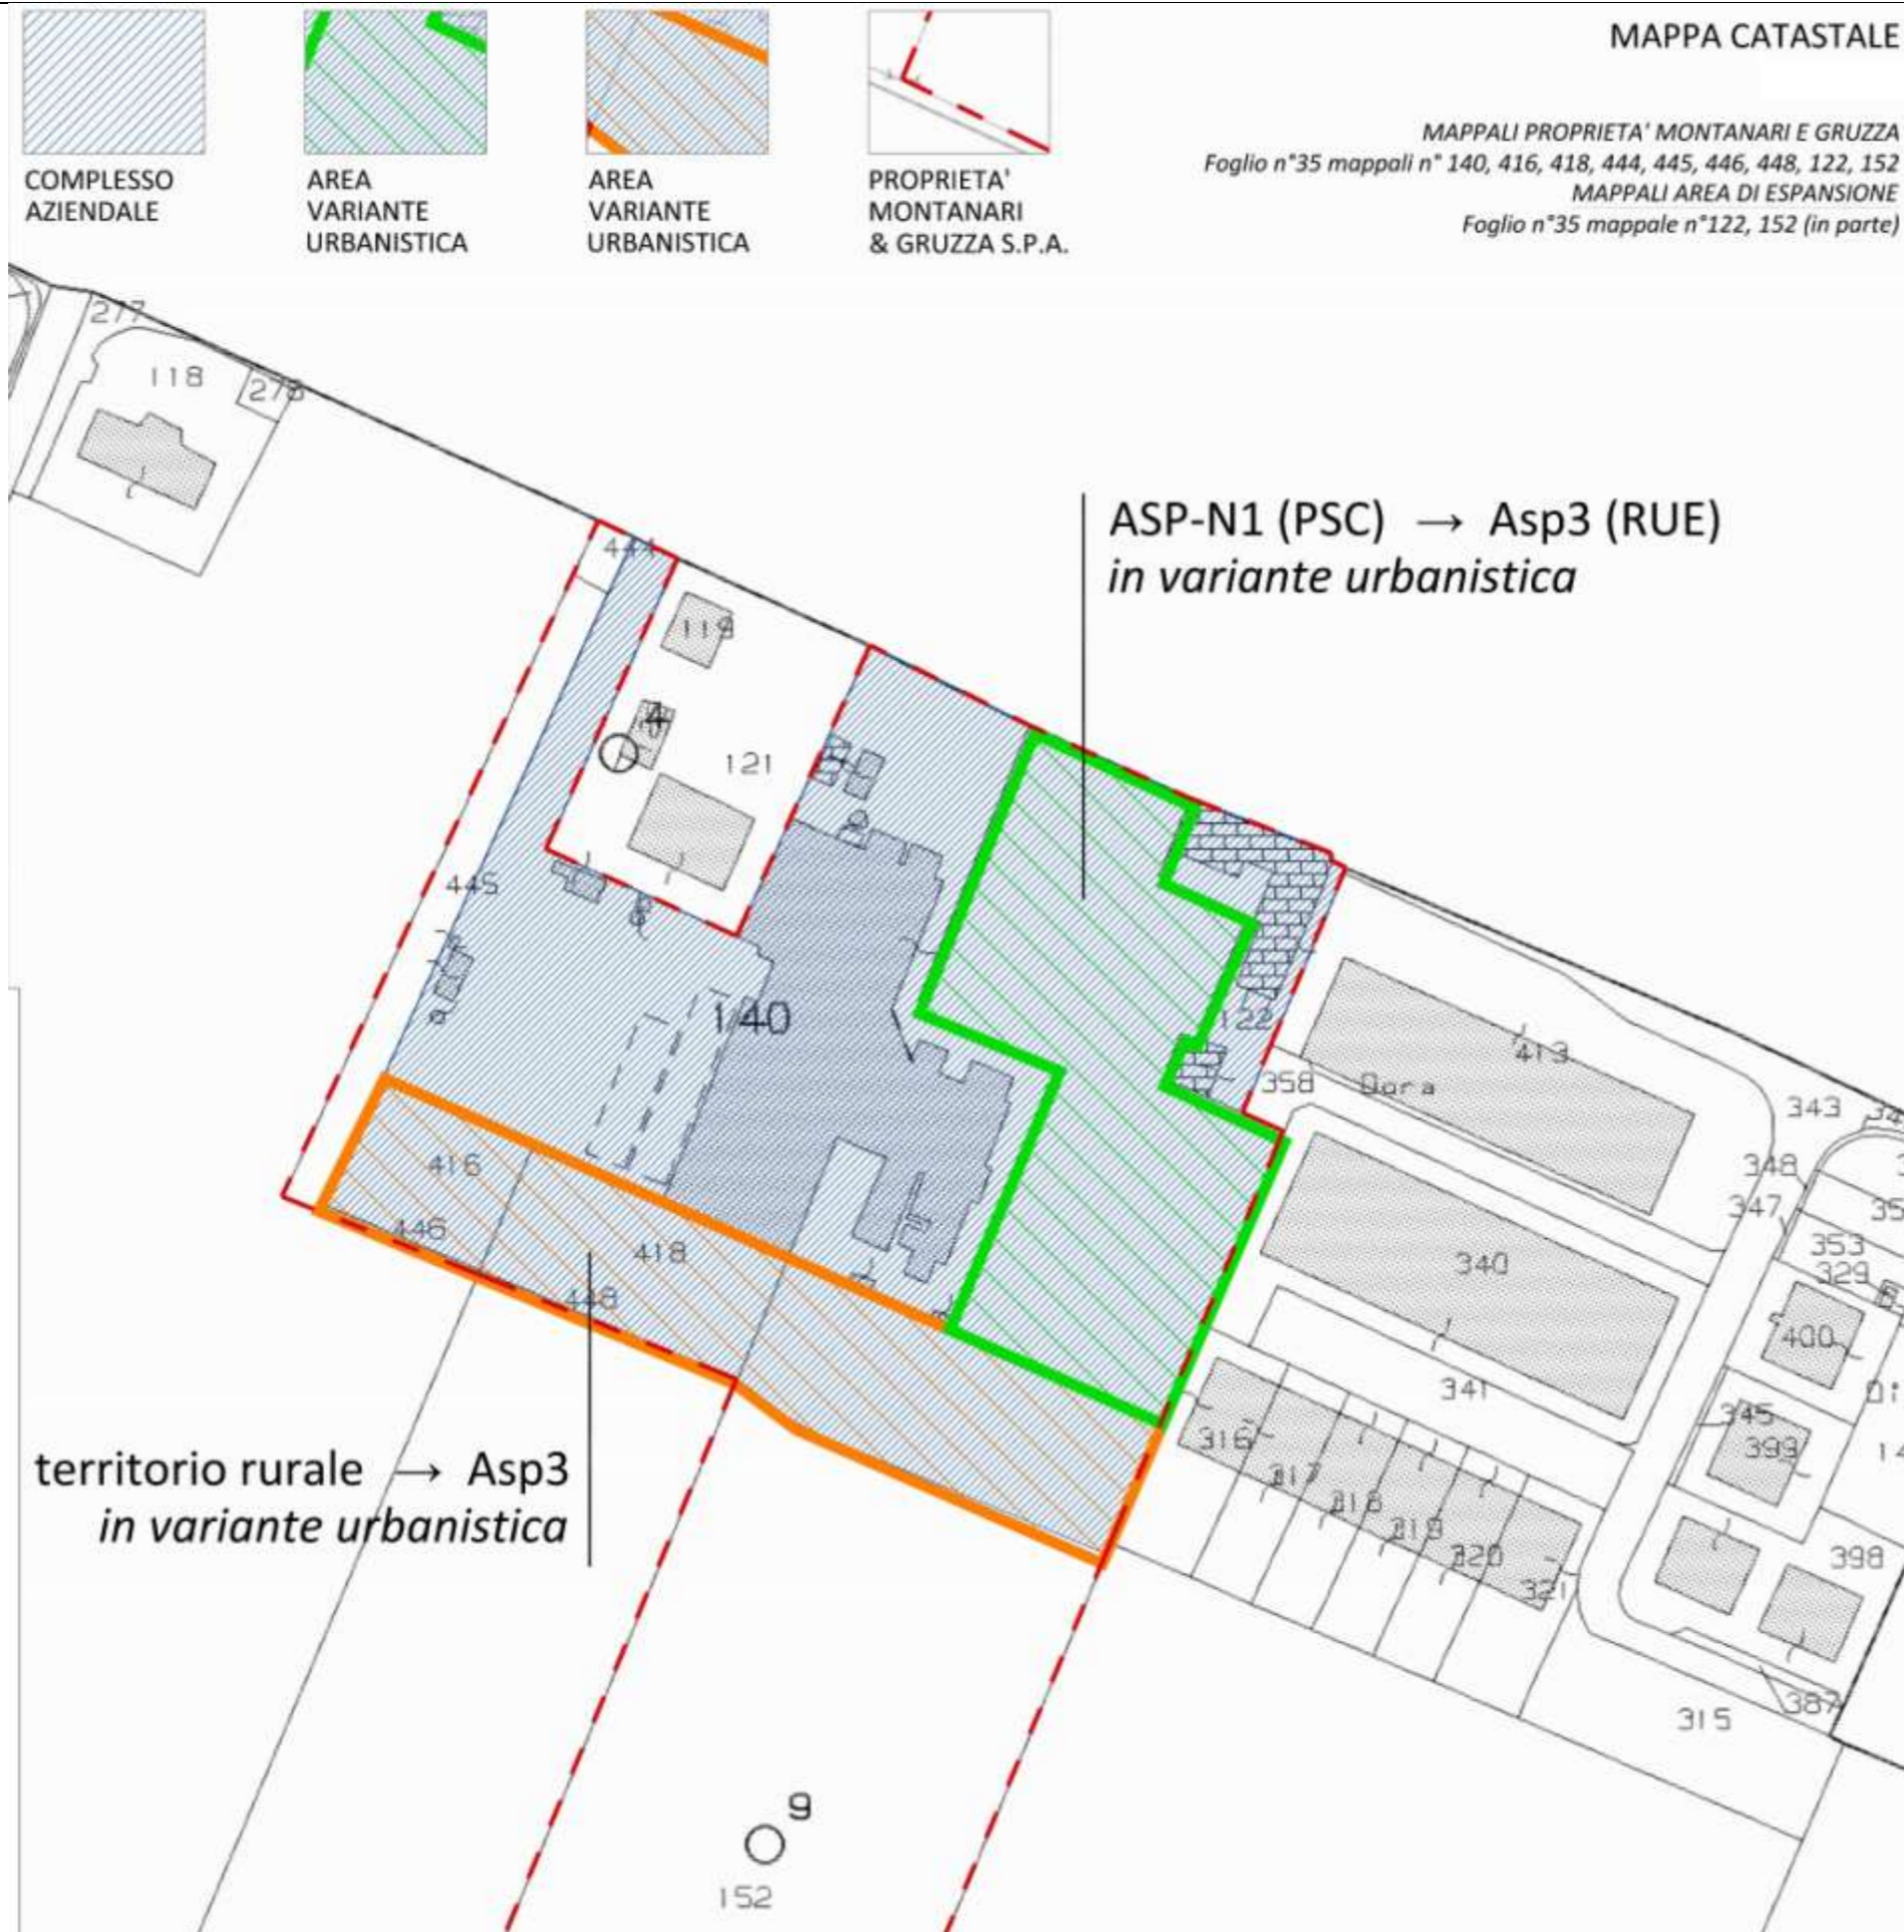 MAPPA CATASTALE
MAPPALI PROPRIETA' MONTANARI E GRUZZA
Foglio n°35 mappali n° 140, 416, 418, 444, 445, 446, 448, 122, 152
MAPPALI AREA DI ESPANSIONE
Foglio n°35 mappale n°122, 152 (in parte)
COMPLESSO
AZIENDALE
AREA
VARIANTE
URBANISTICA
AREA
VARIANTE
URBANISTICA
PROPRIETA'
MONTANARI
& GRUZZA S.P.A.
277
118
278
ASP-N1 (PSC) → Asp3 (RUE)
in variante urbanistica
444
119
4
121
445
140
122
413
358 Dora
343
348
347
416
446
418
448
353
329
340
400
341
345
393
316
317
318
319
320
321
398
territorio rurale → Asp3
in variante urbanistica
387
315
9
152